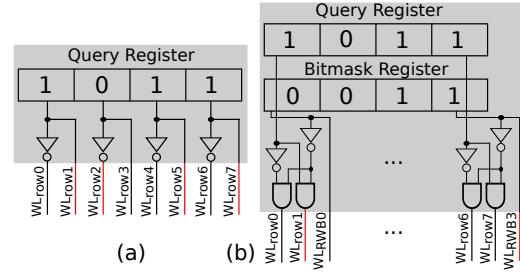 Query Register
1 0 1 1
WLrow0 WLrow1 WLrow2 WLrow3 WLrow4 WLrow5 WLrow6 WLrow7
(a)
Query Register
1 0 1 1
Bitmask Register
0 0 1 1
...
WLrow0 WLrow1 WLRWB0 ... WLrow6 WLrow7 WLRWB3
(b)